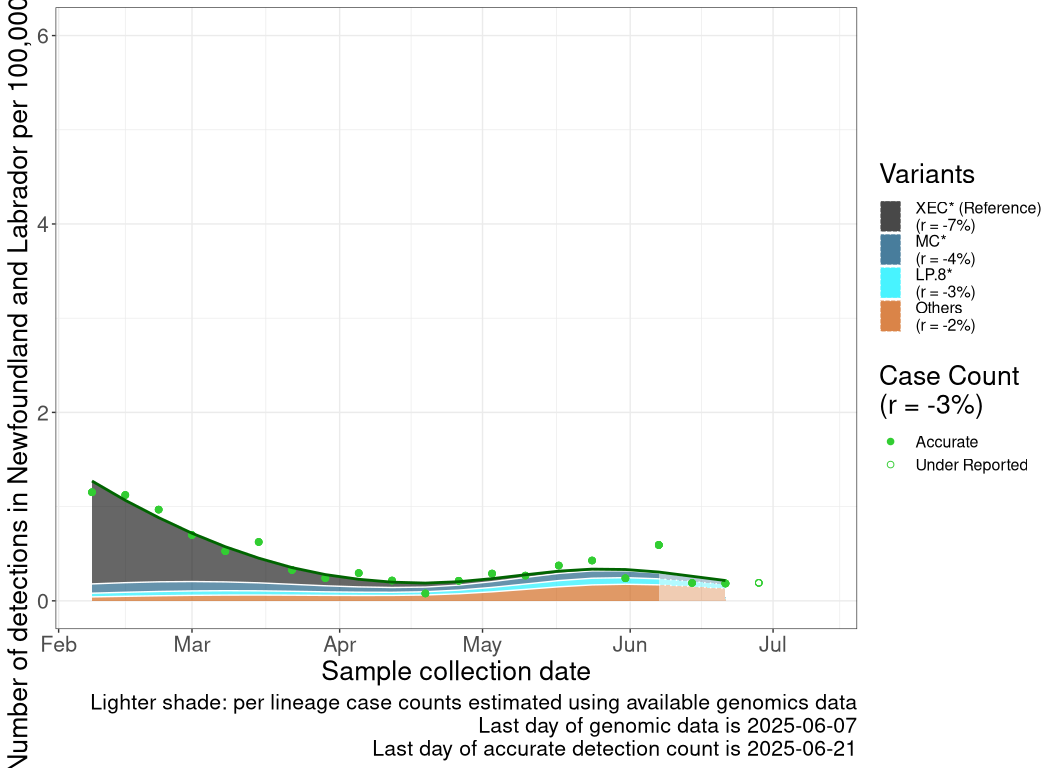 Number of detections in Newfoundland and Labrador per 100,000
6
4
2
0
Feb
Mar
Apr
May
Jun
Jul
Sample collection date
Lighter shade: per lineage case counts estimated using available genomics data
Last day of genomic data is 2025-06-07
Last day of accurate detection count is 2025-06-21
Variants
XEC* (Reference)
(r = -7%)
MC*
(r = -4%)
LP.8*
(r = -3%)
Others
(r = -2%)
Case Count
(r = -3%)
Accurate
Under Reported